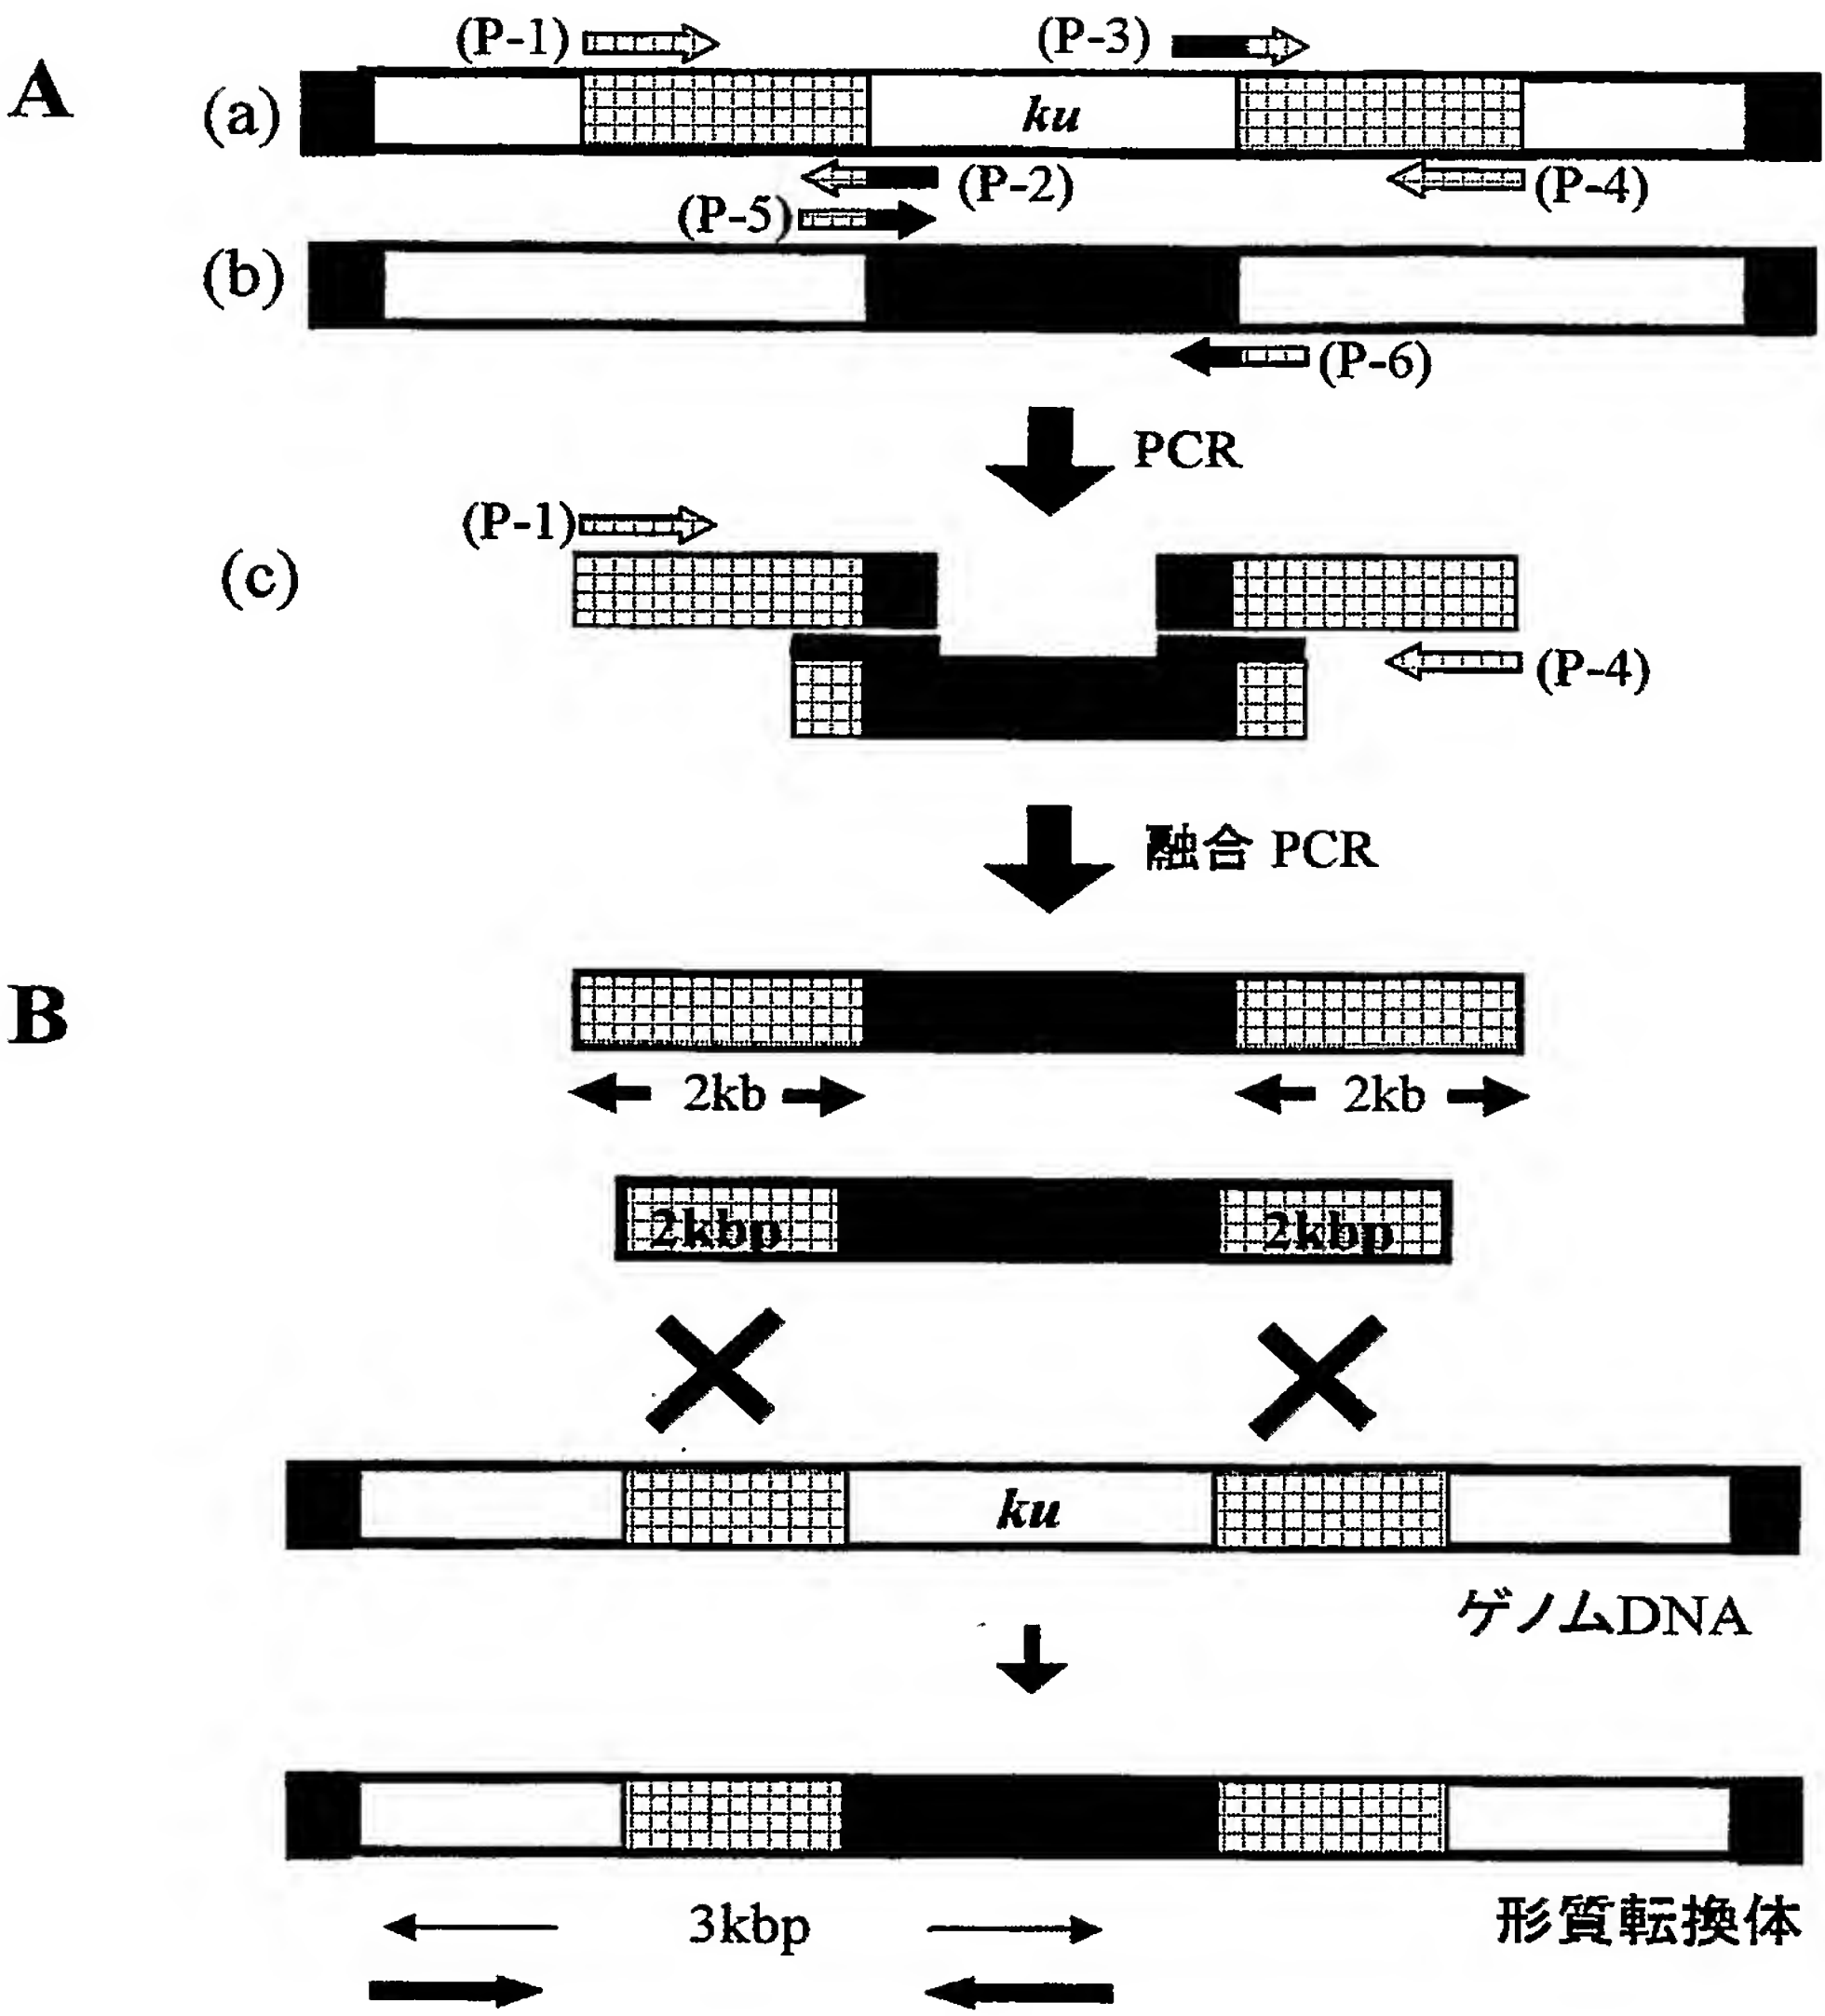 A
(P-1)
(P-3)
(a)
ku
(P-2)
(P-4)
(P-5)
(b)
(P-6)
PCR
(P-1)
(c)
(P-4)
融合 PCR
B
2kb
2kb
2kbp
2kbp
ku
ゲノムDNA
形質転換体
3kbp